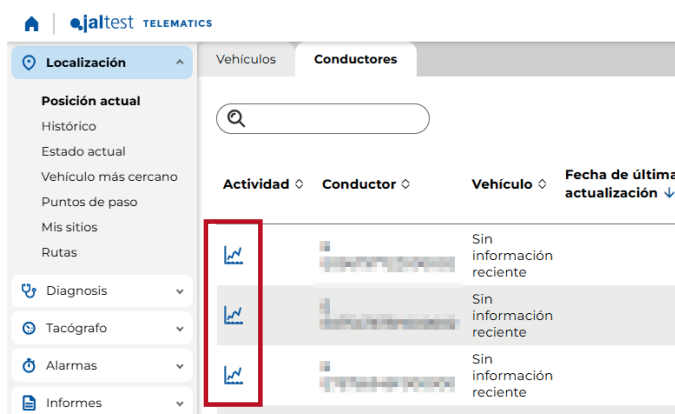 jaltest TELEMATICS
Localización
Posición actual
Histórico
Estado actual
Vehículo más cercano
Puntos de paso
Mis sitios
Rutas
Diagnosis
Tacógrafo
Alarmas
Informes
Vehículos
Conductores
Actividad
Conductor
Vehículo
Fecha de última
actualización
Sin
información
reciente
Sin
información
reciente
Sin
información
reciente